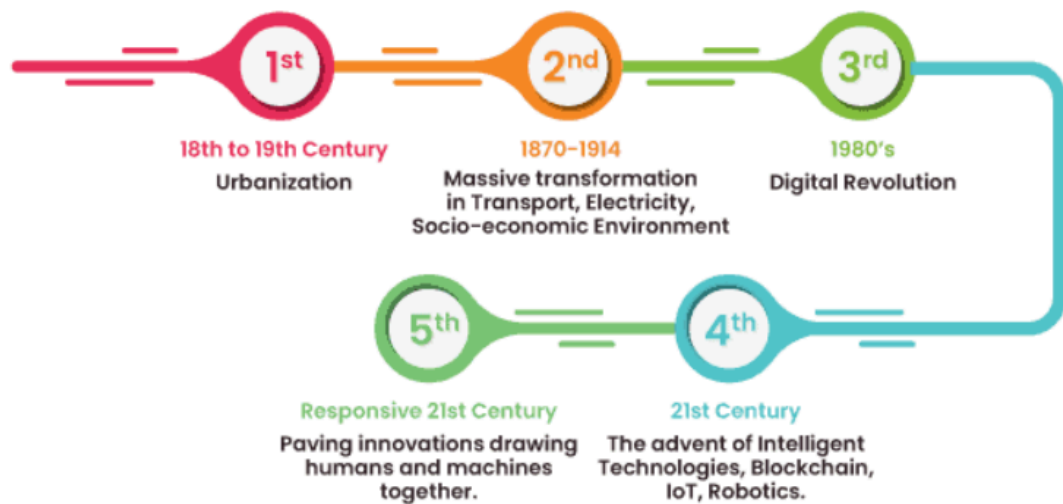 1st
2nd
3rd
18th to 19th Century
Urbanization
1870-1914
Massive transformation
in Transport, Electricity,
Socio-economic Environment
1980's
Digital Revolution
4th
21st Century
The advent of Intelligent
Technologies, Blockchain,
IoT, Robotics.
5th
Responsive 21st Century
Paving innovations drawing
humans and machines
together.